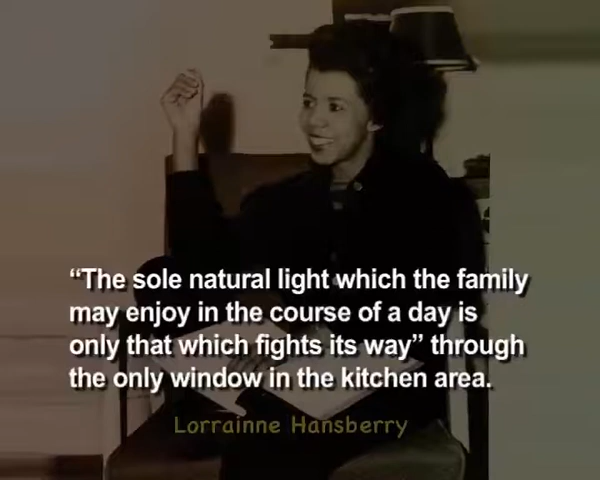 “The sole natural light which the family
may enjoy in the course of a day is
only that which fights its way” through
the only window in the kitchen area.
Lorrainne Hansberry